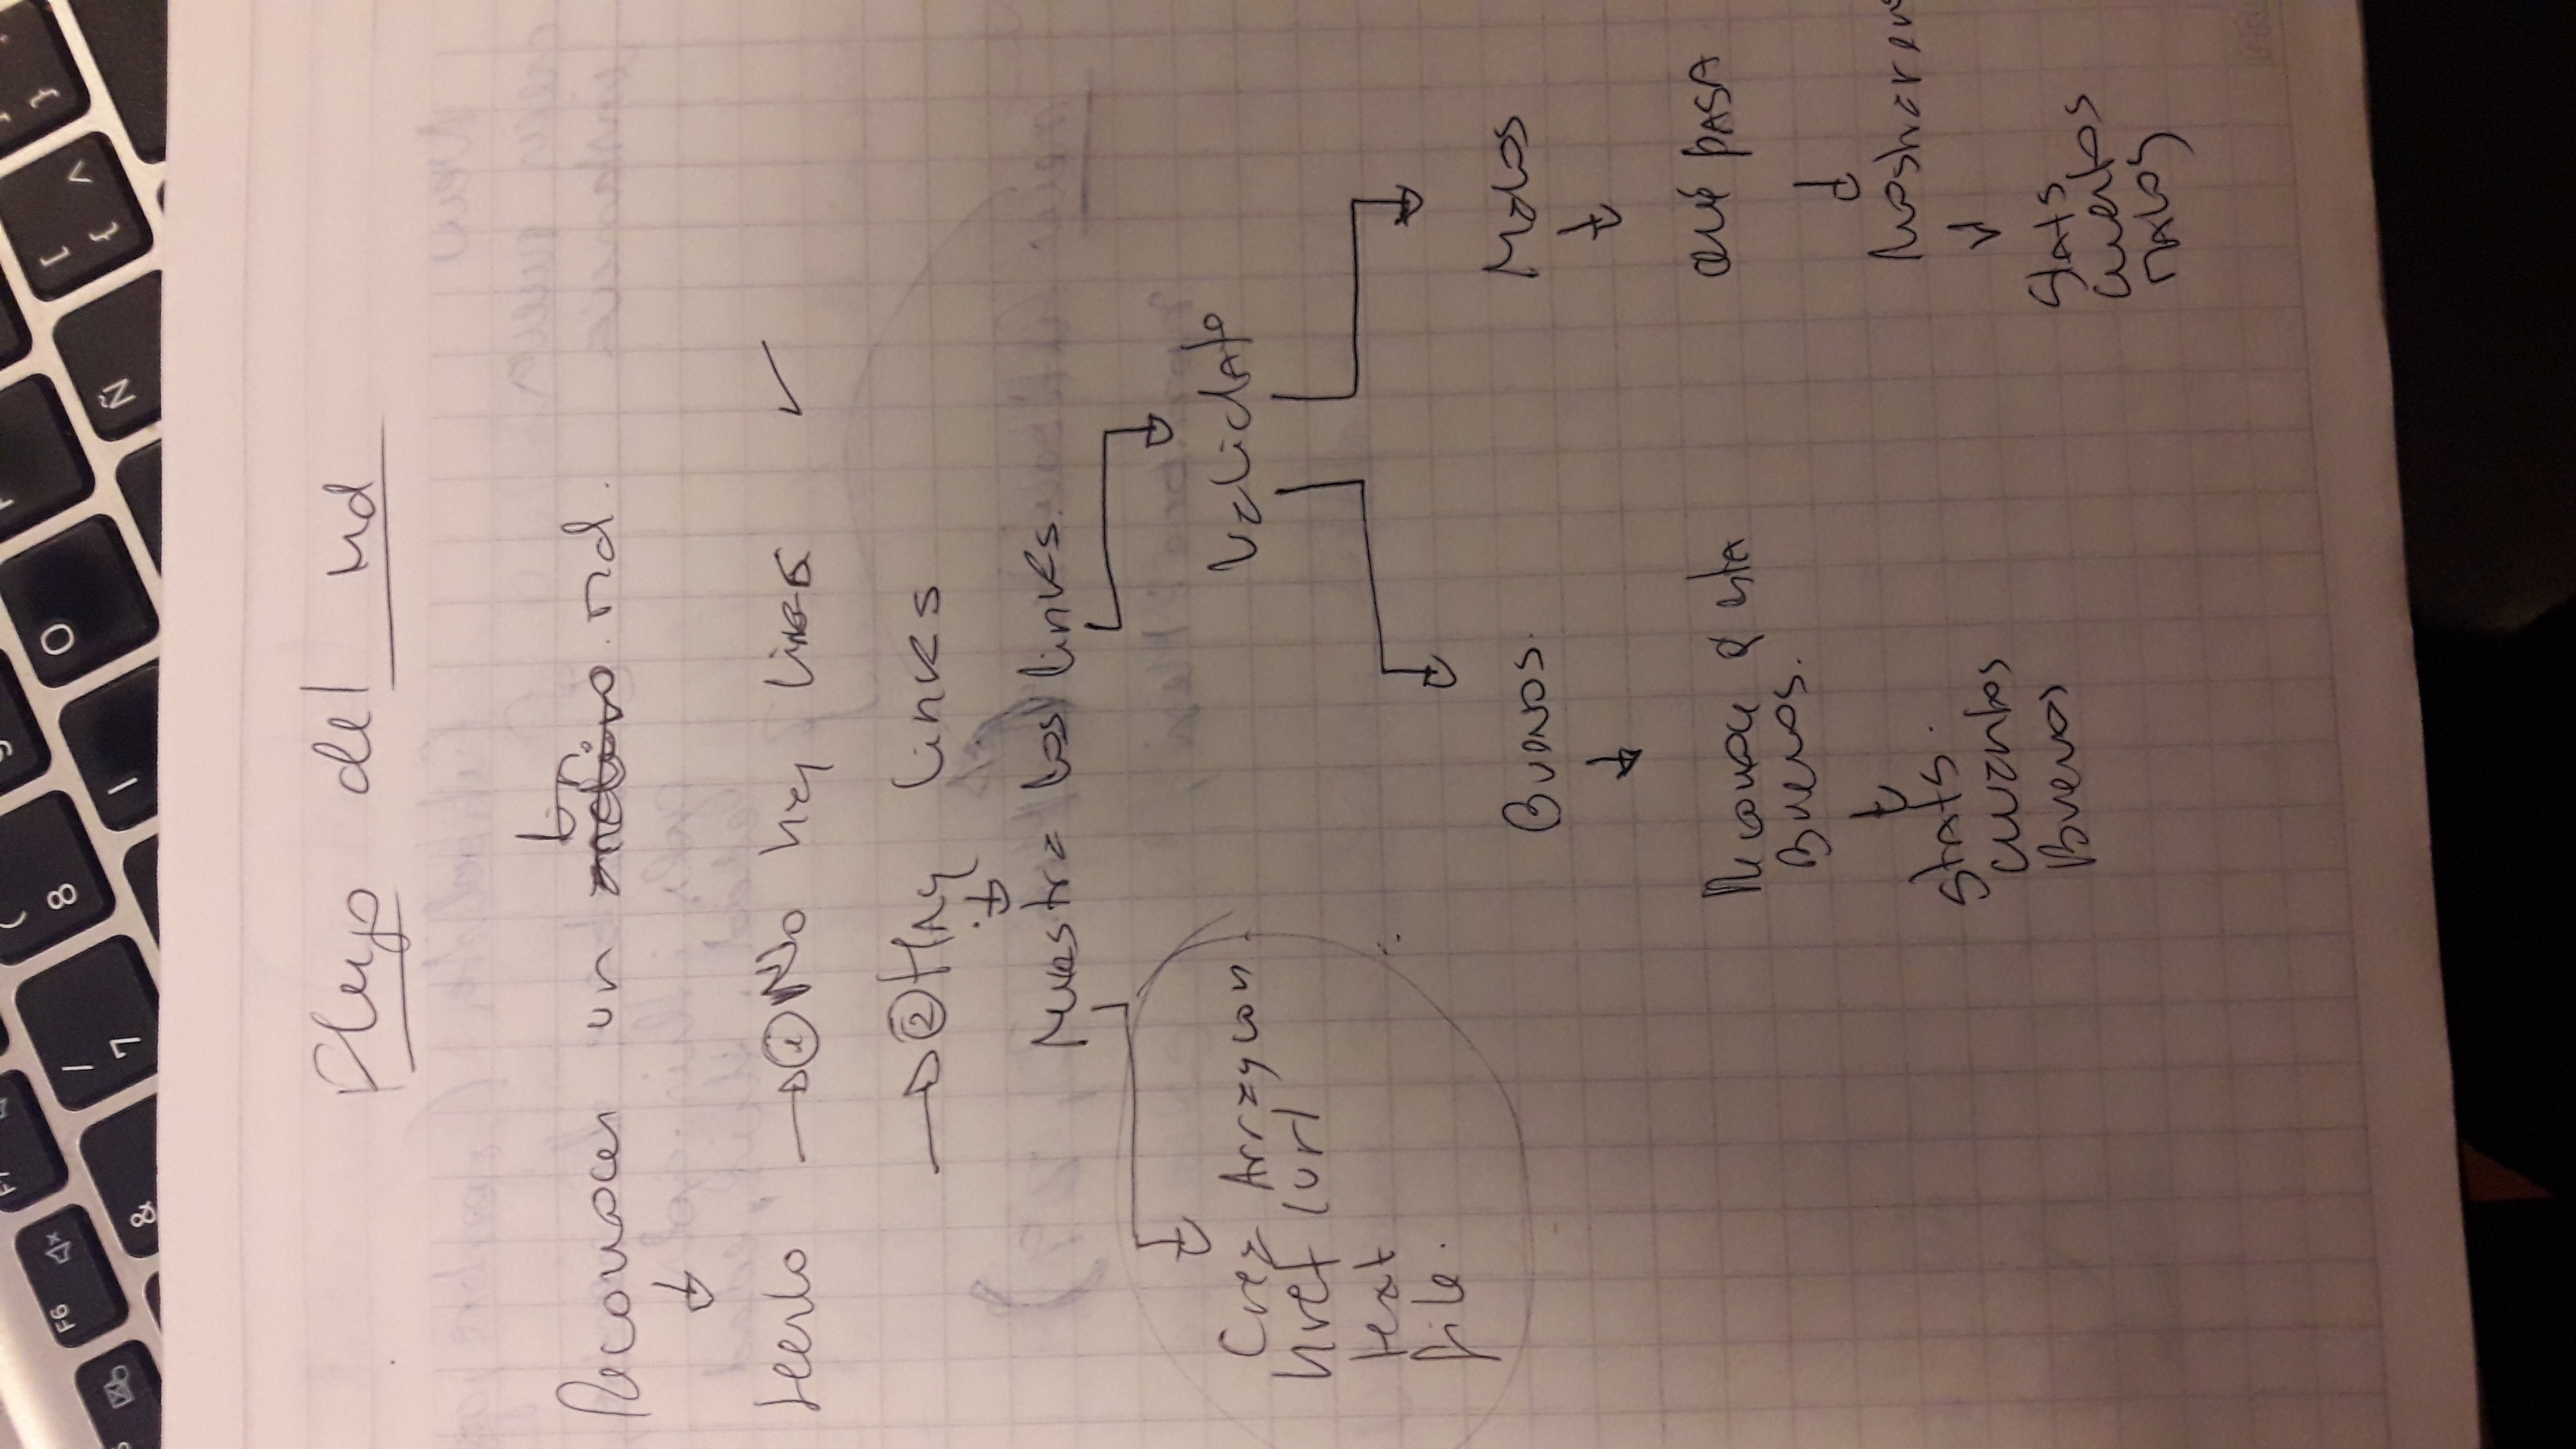 F6
F7
& 7 /
8 (
I
O
Ñ
[ { ^
}
Flujo del Md
Reconocer un .md.
Leerlo → ① No hay links ✓
→ ② Hay links
Muestra los links.
Crea Array con
href (url
text
file.
Validate
Buenos.
Malos
Reconoce q esta
Buenos.
qué pasa
Stats.
cuantos
Buenos
Stats
cuantos
malos